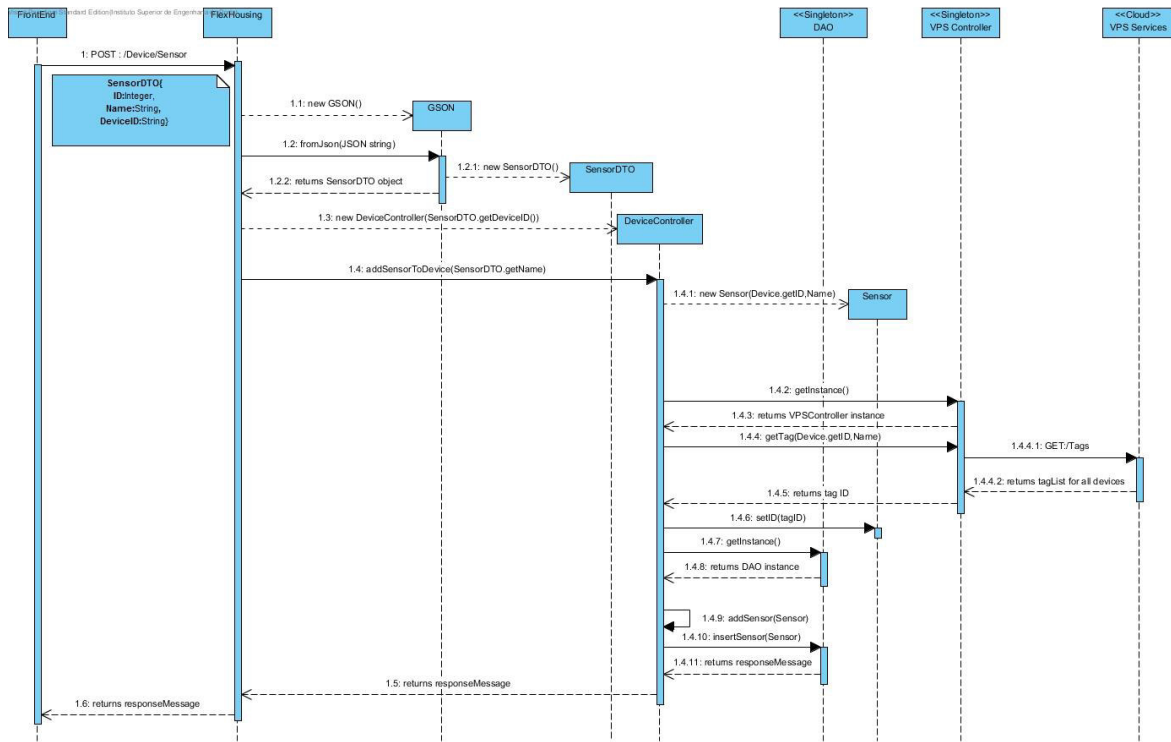 Standard Edition(Instituto Superior de Engenhar
FrontEnd
FlexHousing
<<Singleton>>
DAO
<<Singleton>>
VPS Controller
<<Cloud>>
VPS Services
1: POST : /Device/Sensor
SensorDTO{
ID:Integer,
Name:String,
DeviceID:String}
1.1: new GSON()
GSON
1.2: fromJson(JSON string)
1.2.1: new SensorDTO()
SensorDTO
1.2.2: returns SensorDTO object
1.3: new DeviceController(SensorDTO.getDeviceID())
DeviceController
1.4: addSensorToDevice(SensorDTO.getName)
1.4.1: new Sensor(Device.getID,Name)
Sensor
1.4.2: getInstance()
1.4.3: returns VPSController instance
1.4.4: getTag(Device.getID,Name)
1.4.4.1: GET:/Tags
1.4.4.2: returns tagList for all devices
1.4.5: returns tag ID
1.4.6: setID(tagID)
1.4.7: getInstance()
1.4.8: returns DAO instance
1.4.9: addSensor(Sensor)
1.4.10: insertSensor(Sensor)
1.4.11: returns responseMessage
1.5: returns responseMessage
1.6: returns responseMessage